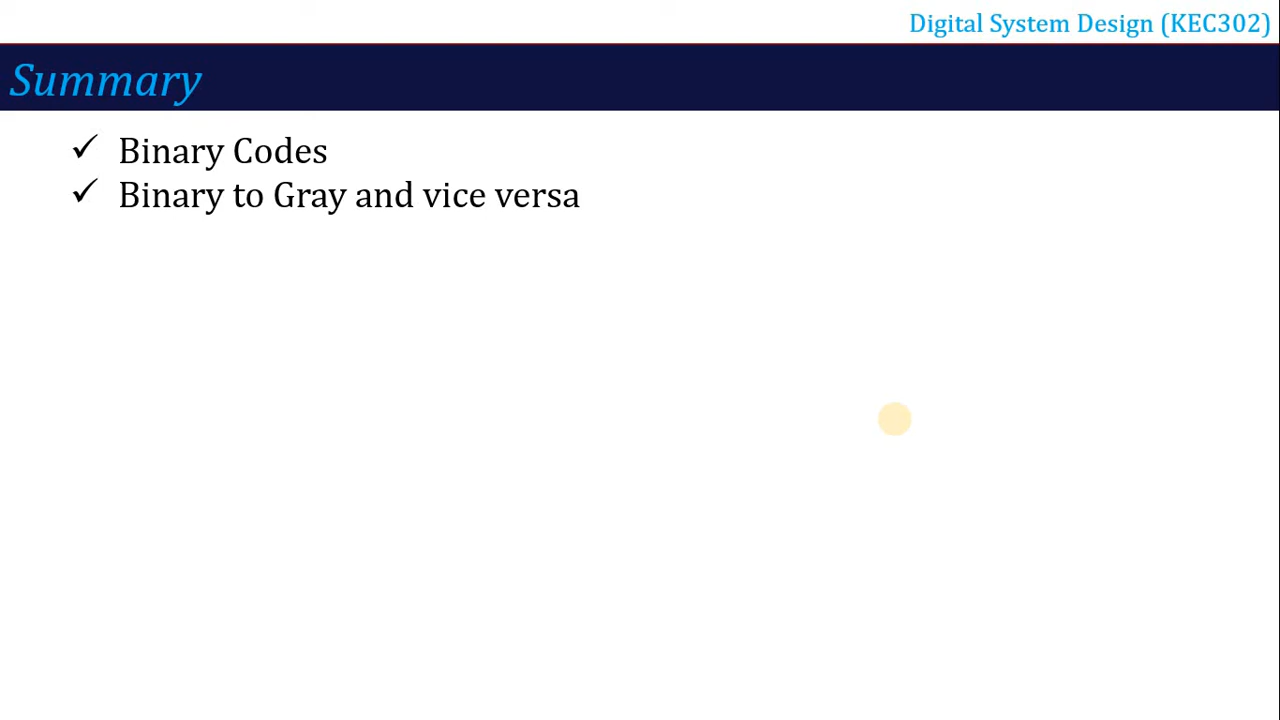 Digital System Design (KEC302)
Summary
✓ Binary Codes
✓ Binary to Gray and vice versa